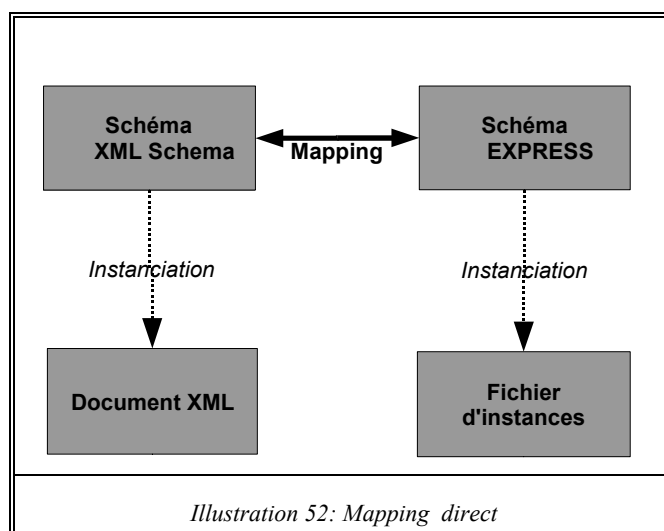 Schéma
XML Schema
Mapping
Schéma
EXPRESS
Instanciation
Instanciation
Document XML
Fichier
d'instances
Illustration 52: Mapping direct